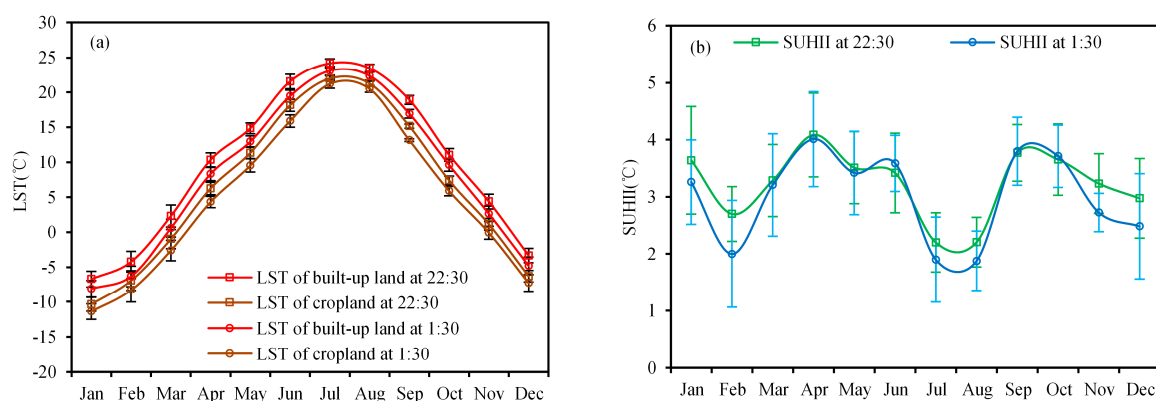 (a)
LST(℃)
30
25
20
15
10
5
0
-5
-10
-15
-20
LST of built-up land at 22:30
LST of cropland at 22:30
LST of built-up land at 1:30
LST of cropland at 1:30
Jan Feb Mar Apr May Jun Jul Aug Sep Oct Nov Dec
(b)
SUHII(℃)
6
5
4
3
2
1
0
SUHII at 22:30 SUHII at 1:30
Jan Feb Mar Apr May Jun Jul Aug Sep Oct Nov Dec